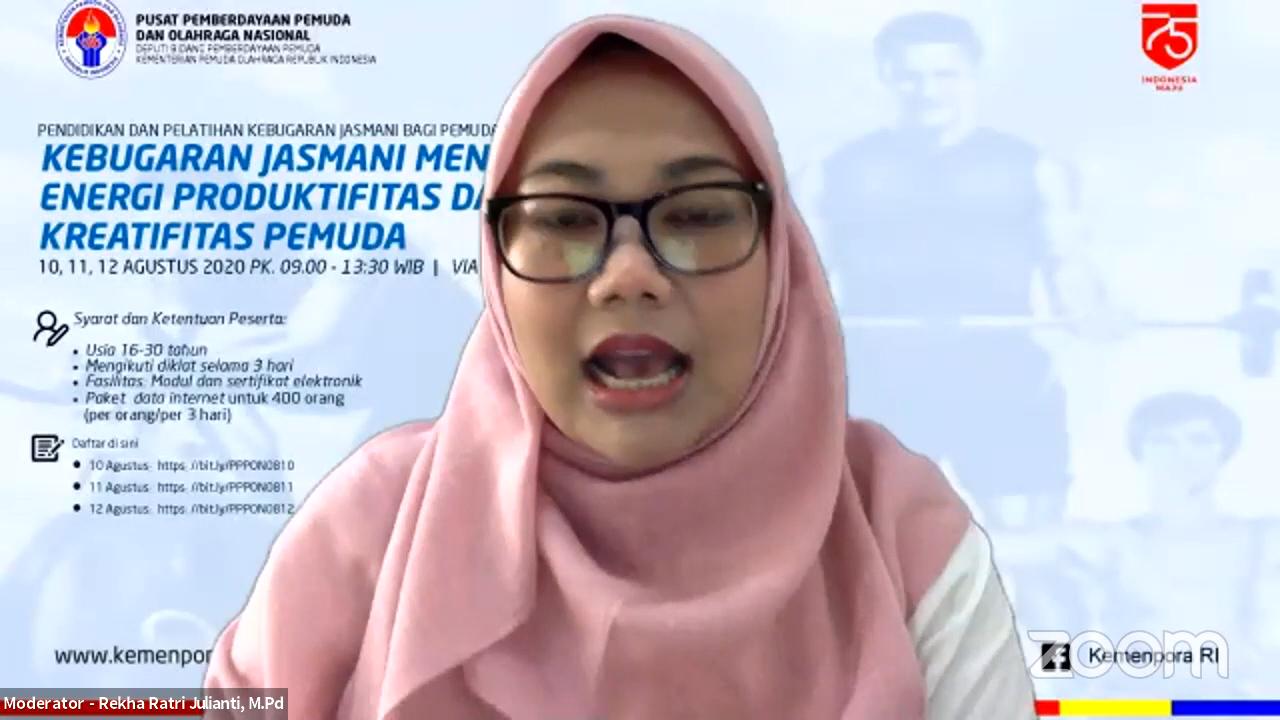 PUSAT PEMBERDAYAAN PEMUDA
DAN OLAHRAGA NASIONAL
DEPUTI BIDANG PEMBERDAYAAN PEMUDA
KEMENTERIAN PEMUDA OLAHRAGA REPUBLIK INDONESIA
75
INDONESIA
MAJU
PENDIDIKAN DAN PELATIHAN KEBUGARAN JASMANI BAGI PEMUDA
KEBUGARAN JASMANI MEN
ENERGI PRODUKTIFITAS DA
KREATIFITAS PEMUDA
10, 11, 12 AGUSTUS 2020 PK. 09.00 - 13:30 WIB | VIA
Syarat dan Ketentuan Peserta:
• Usia 16-30 tahun
• Mengikuti diklat selama 3 hari
• Fasilitas: Modul dan sertifikat elektronik
• Paket data internet untuk 400 orang
(per orang/per 3 hari)
Daftar di sini
• 10 Agustus: https://bit.ly/PPPON0810
• 11 Agustus: https://bit.ly/PPPON0811
• 12 Agustus: https://bit.ly/PPPON0812
www.kemenpor
Kemenpora RI
zoom
Moderator - Rekha Ratri Julianti, M.Pd